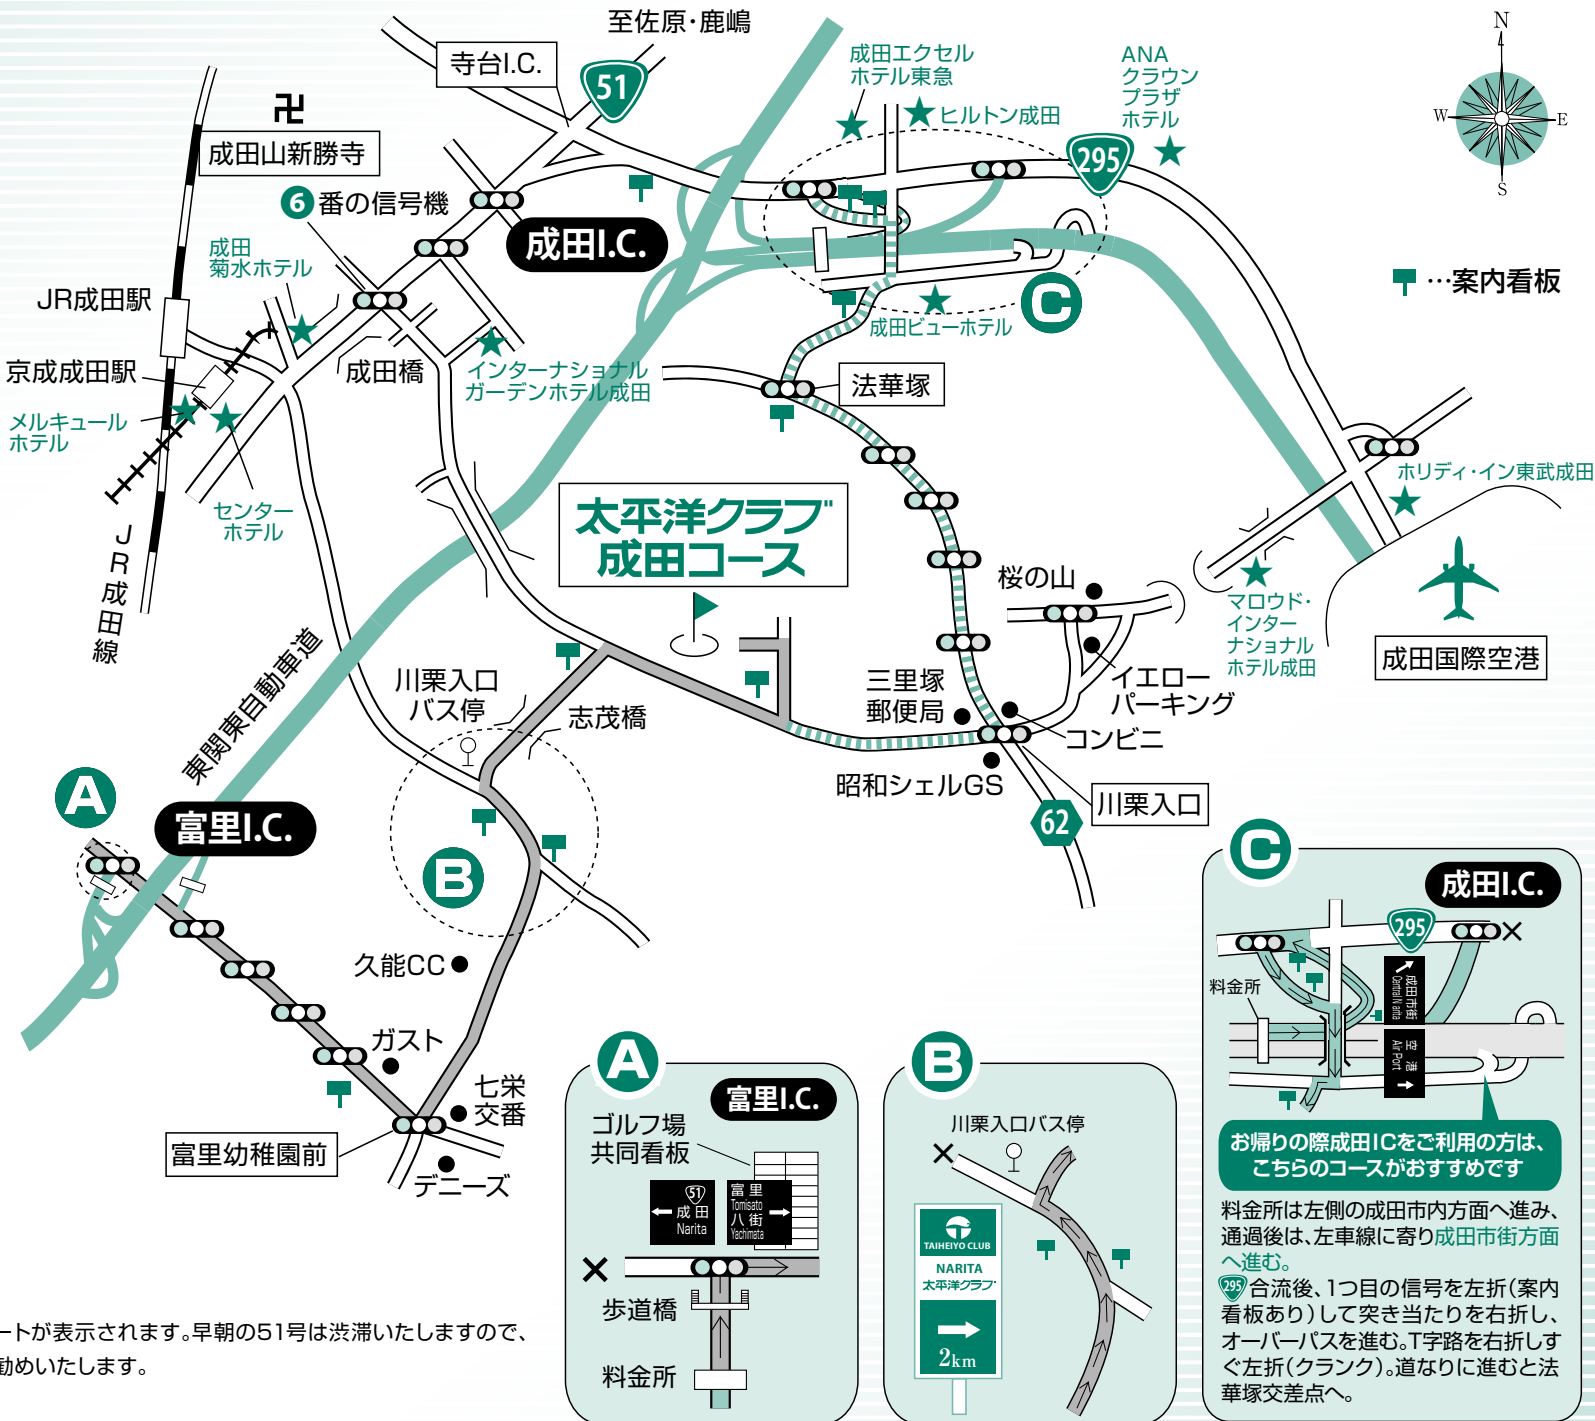 至佐原・鹿嶋
寺台I.C.
51
卍
成田山新勝寺
6番の信号機
成田I.C.
成田エクセル
ホテル東急
ヒルトン成田
ANA
クラウン
プラザ
ホテル
295
N
W
E
S
…案内看板
成田
菊水ホテル
JR成田駅
京成成田駅
メルキュール
ホテル
センター
ホテル
JR成田線
成田橋
インターナショナル
ガーデンホテル成田
成田ビューホテル
C
法華塚
ホリディ・イン東武成田
太平洋クラブ
成田コース
桜の山
マロウド・
インター
ナショナル
ホテル成田
成田国際空港
イエロー
パーキング
三里塚
郵便局
コンビニ
昭和シェルGS
川栗入口
62
東関東自動車道
川栗入口
バス停
志茂橋
A
富里I.C.
B
久能CC
ガスト
七栄
交番
富里幼稚園前
デニーズ
A
富里I.C.
ゴルフ場
共同看板
51
成田
Narita
富里
Tomisato
八街
Yachimata
歩道橋
料金所
B
川栗入口バス停
TAIHEIYO CLUB
NARITA
太平洋クラブ
2km
C
成田I.C.
295
料金所
成田市街
Central Narita
空港
Air Port
お帰りの際成田ICをご利用の方は、
こちらのコースがおすすめです
料金所は左側の成田市内方面へ進み、
通過後は、左車線に寄り成田市街方面
へ進む。
295合流後、1つ目の信号を左折(案内
看板あり)して突き当たりを右折し、
オーバーパスを進む。T字路を右折しす
ぐ左折(クランク)。道なりに進むと法
華塚交差点へ。
ートが表示されます。早朝の51号は渋滞いたしますので、
勧めいたします。